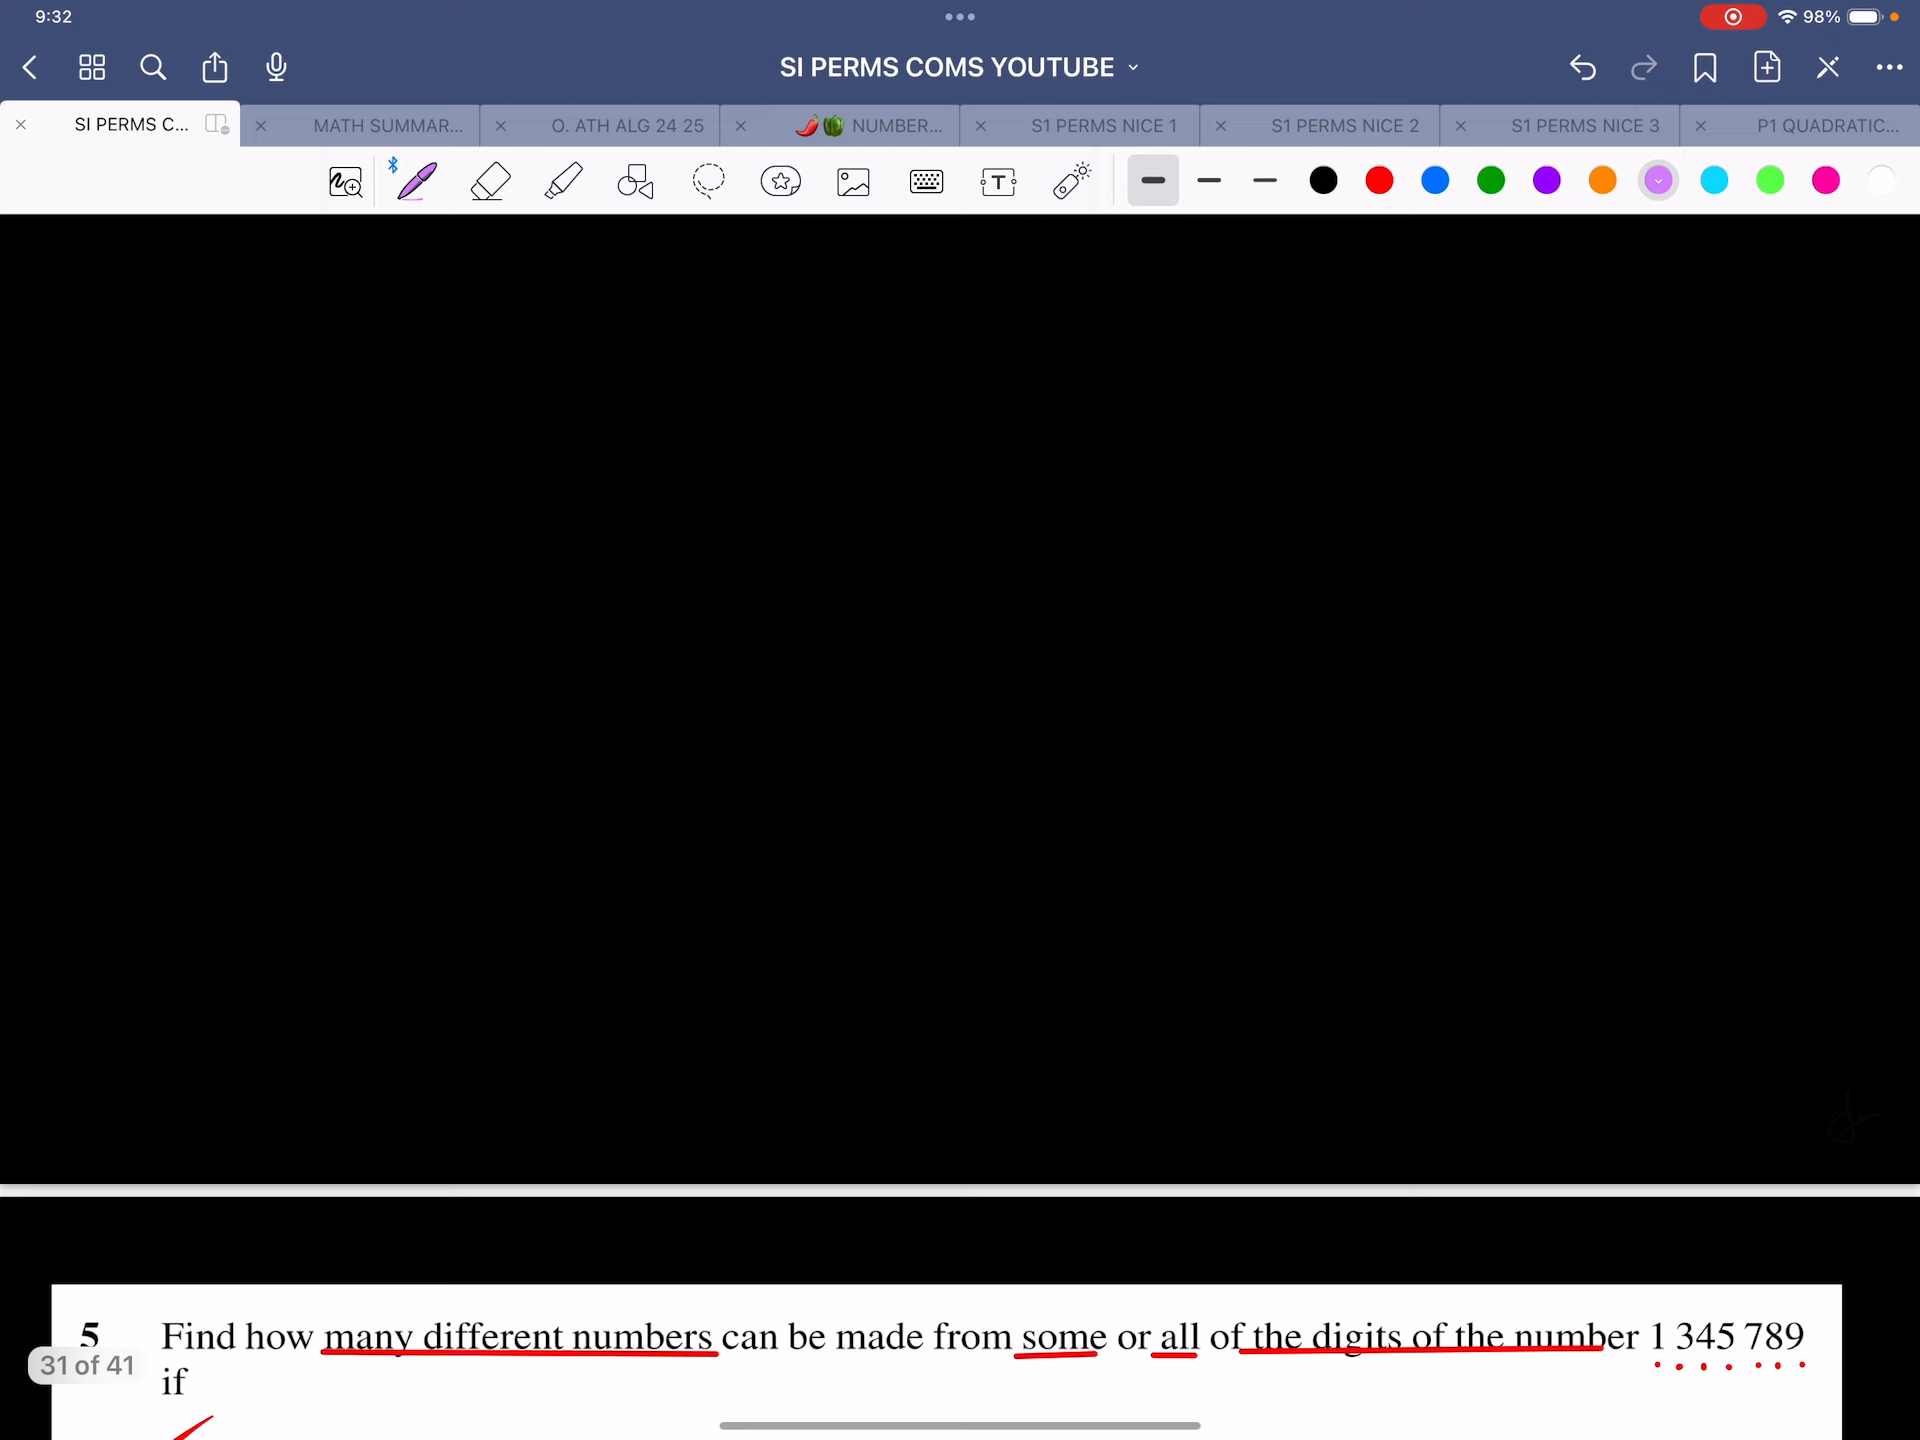 9:32
98%
SI PERMS COMS YOUTUBE
SI PERMS C...
MATH SUMMAR...
O. ATH ALG 24 25
🌶️🫑 NUMBER...
S1 PERMS NICE 1
S1 PERMS NICE 2
S1 PERMS NICE 3
P1 QUADRATIC...
T
5 Find how many different numbers can be made from some or all of the digits of the number 1 345 789
31 of 41
if